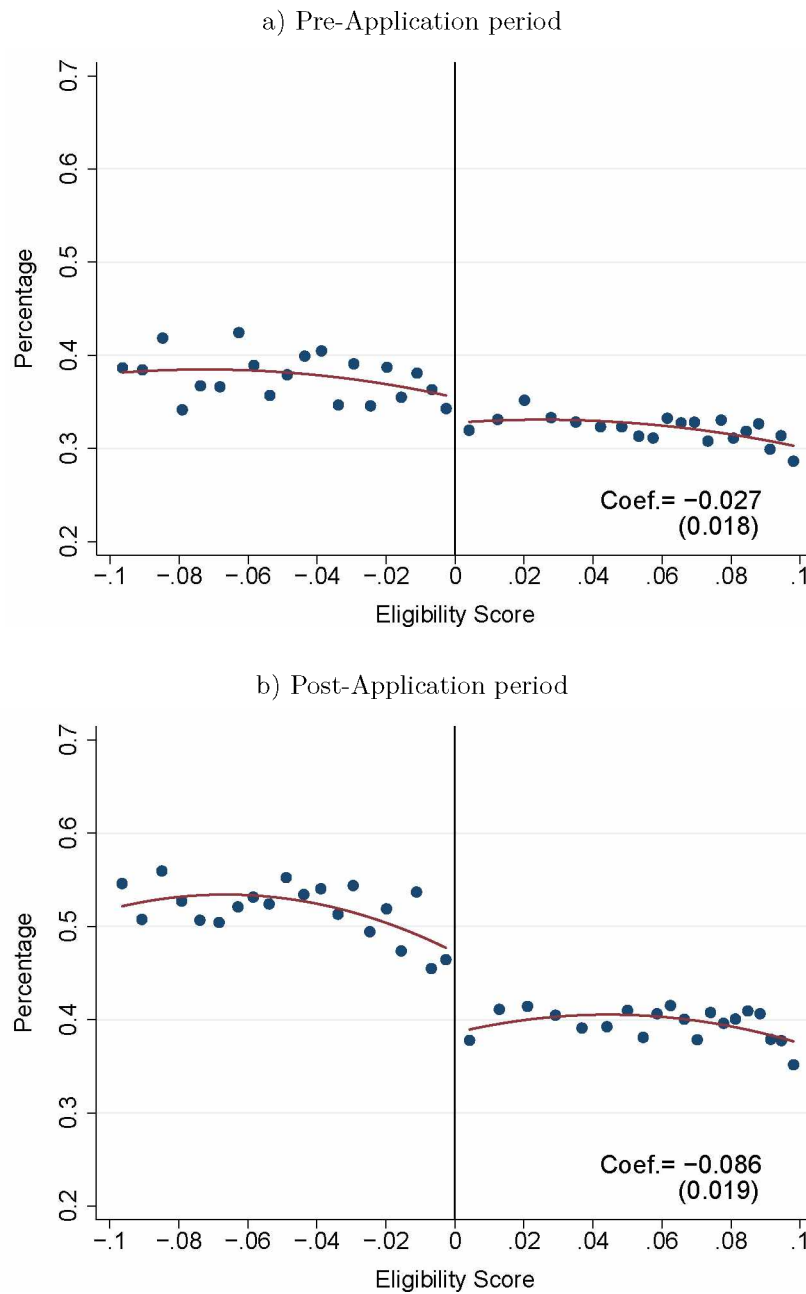 a) Pre-Application period
0.7
0.6
0.5
0.4
0.3
0.2
Percentage
Coef.= −0.027
(0.018)
−.1 −.08 −.06 −.04 −.02 0 .02 .04 .06 .08 .1
Eligibility Score
b) Post-Application period
0.7
0.6
0.5
0.4
0.3
0.2
Percentage
Coef.= −0.086
(0.019)
−.1 −.08 −.06 −.04 −.02 0 .02 .04 .06 .08 .1
Eligibility Score